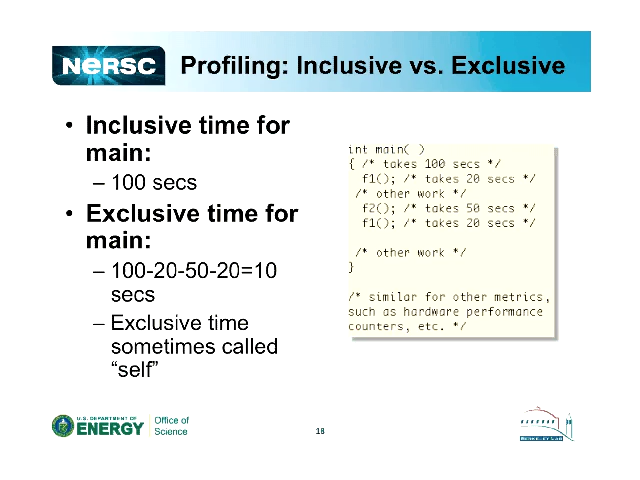 NERSC
Profiling: Inclusive vs. Exclusive
• Inclusive time for
main:
– 100 secs
• Exclusive time for
main:
– 100-20-50-20=10
secs
– Exclusive time
sometimes called
“self”
int main( )
{ /* takes 100 secs */
f1(); /* takes 20 secs */
/* other work */
f2(); /* takes 50 secs */
f1(); /* takes 20 secs */
/* other work */
}
/* similar for other metrics,
such as hardware performance
counters, etc. */
U.S. DEPARTMENT OF
ENERGY
Office of
Science
18
BERKELEY LAB